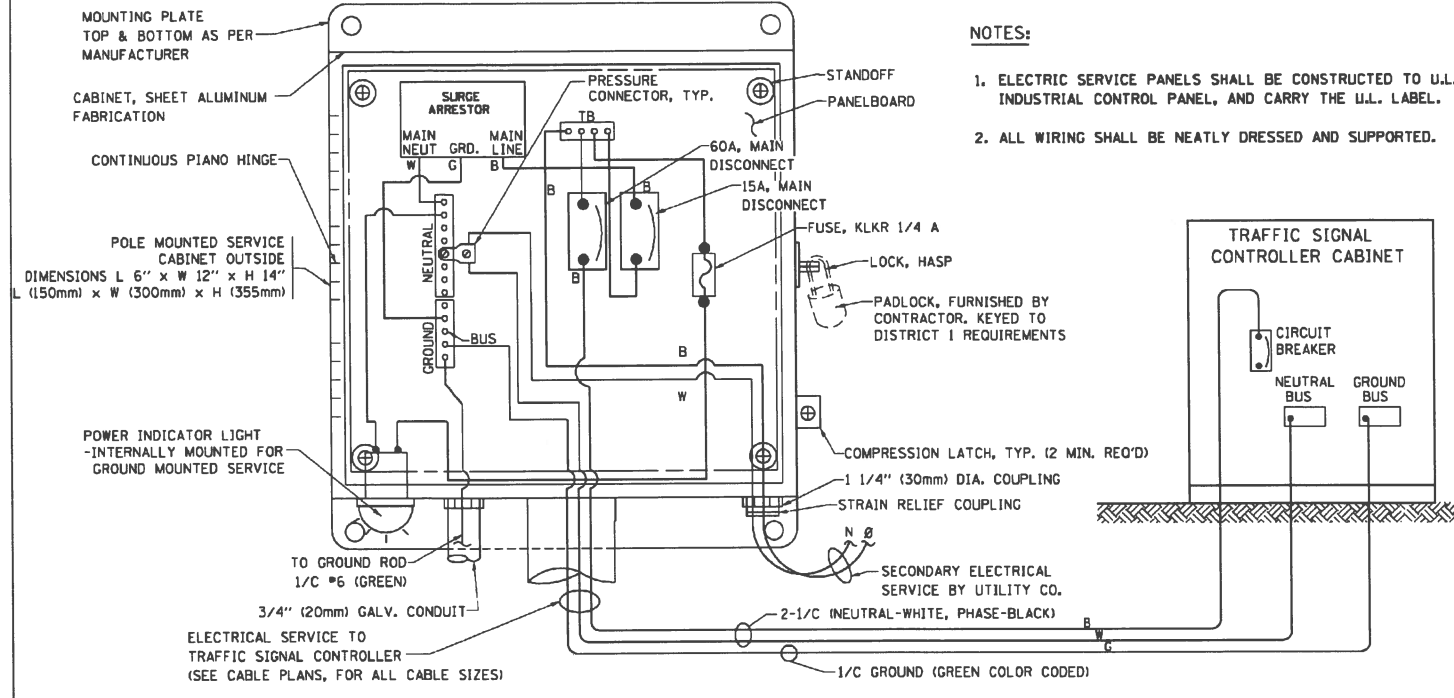 MOUNTING PLATE
TOP & BOTTOM AS PER
MANUFACTURER
CABINET, SHEET ALUMINUM
FABRICATION
CONTINUOUS PIANO HINGE
POLE MOUNTED SERVICE
CABINET OUTSIDE
DIMENSIONS L 6" x W 12" x H 14"
L (150mm) x W (300mm) x H (355mm)
POWER INDICATOR LIGHT
-INTERNALLY MOUNTED FOR
GROUND MOUNTED SERVICE
SURGE
ARRESTOR
MAIN
NEUT
GRD.
MAIN
LINE
W
G
B
PRESSURE
CONNECTOR, TYP.
TB
60A, MAIN
DISCONNECT
15A, MAIN
DISCONNECT
B
B
B
NEUTRAL
GROUND
BUS
B
W
STANDOFF
PANELBOARD
FUSE, KLKR 1/4 A
LOCK, HASP
PADLOCK, FURNISHED BY
CONTRACTOR. KEYED TO
DISTRICT 1 REQUIREMENTS
COMPRESSION LATCH, TYP. (2 MIN. REQ'D)
1 1/4" (30mm) DIA. COUPLING
STRAIN RELIEF COUPLING
N Ø
SECONDARY ELECTRICAL
SERVICE BY UTILITY CO.
TO GROUND ROD
1/C #6 (GREEN)
3/4" (20mm) GALV. CONDUIT
ELECTRICAL SERVICE TO
TRAFFIC SIGNAL CONTROLLER
(SEE CABLE PLANS, FOR ALL CABLE SIZES)
2-1/C (NEUTRAL-WHITE, PHASE-BLACK)
1/C GROUND (GREEN COLOR CODED)
B
W
G
NOTES:
1. ELECTRIC SERVICE PANELS SHALL BE CONSTRUCTED TO U.L.
INDUSTRIAL CONTROL PANEL, AND CARRY THE U.L. LABEL.
2. ALL WIRING SHALL BE NEATLY DRESSED AND SUPPORTED.
TRAFFIC SIGNAL
CONTROLLER CABINET
CIRCUIT
BREAKER
NEUTRAL
BUS
GROUND
BUS